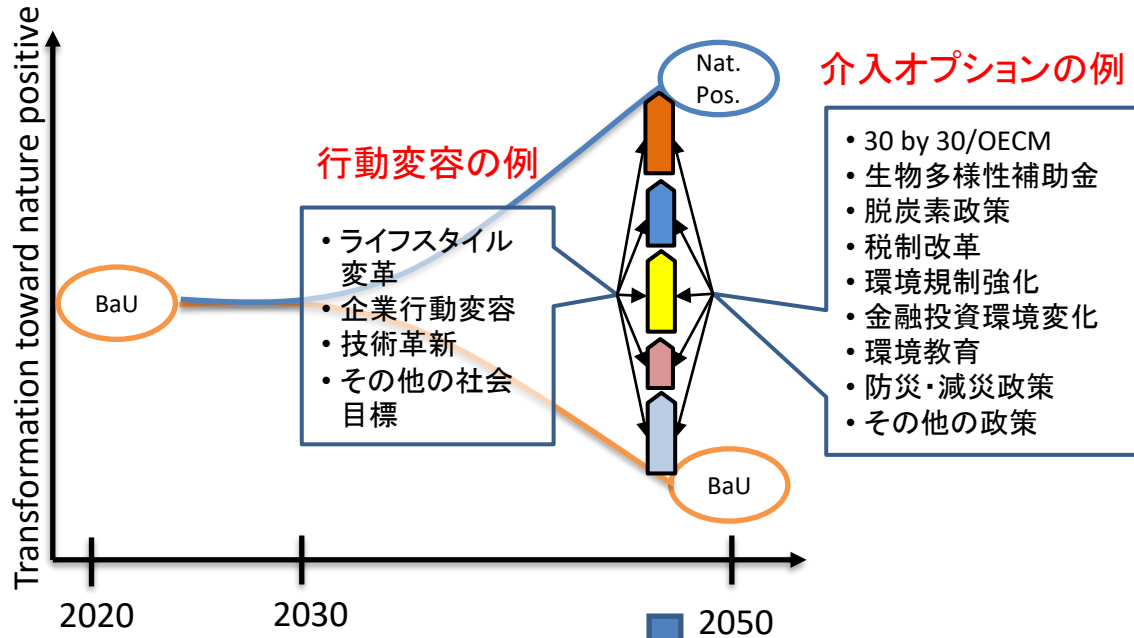 Transformation toward nature positive
Nat.
Pos.
介入オプションの例
• 30 by 30/OECM
• 生物多様性補助金
• 脱炭素政策
• 税制改革
• 環境規制強化
• 金融投資環境変化
• 環境教育
• 防災・減災政策
• その他の政策
行動変容の例
• ライフスタイル
変革
• 企業行動変容
• 技術革新
• その他の社会
目標
BaU
BaU
2020
2030
2050